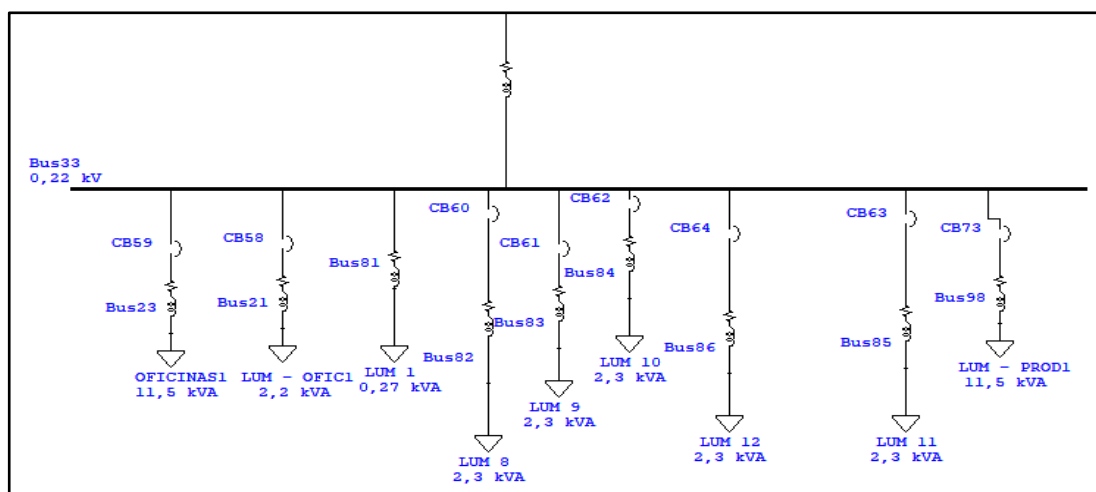 Bus33
0,22 kV
CB59
CB58
CB60
CB61
CB62
CB64
CB63
CB73
Bus23
Bus21
Bus81
Bus82
Bus83
Bus84
Bus86
Bus85
Bus98
OFICINAS1
11,5 kVA
LUM - OFIC1
2,2 kVA
LUM 1
0,27 kVA
LUM 8
2,3 kVA
LUM 9
2,3 kVA
LUM 10
2,3 kVA
LUM 12
2,3 kVA
LUM 11
2,3 kVA
LUM - PROD1
11,5 kVA